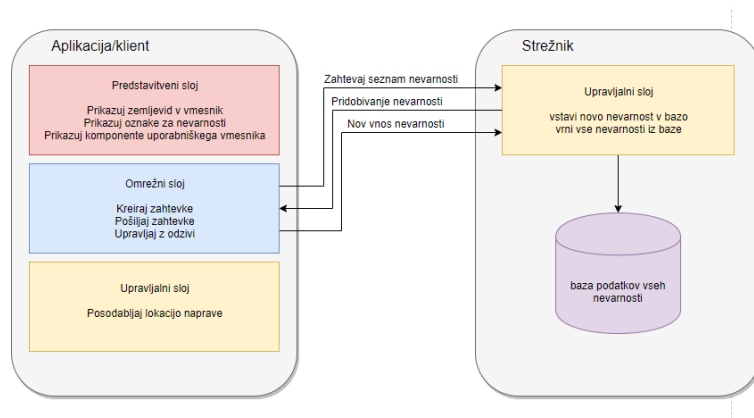 Aplikacija/klient
Predstavitveni sloj
Prikazuj zemljevid v vmesnik
Prikazuj oznake za nevarnosti
Prikazuj komponente uporabniškega vmesnika
Omrežni sloj
Kreiraj zahtevke
Pošiljaj zahtevke
Upravljaj z odzivi
Upravljalni sloj
Posodabljaj lokacijo naprave
Zahtevaj seznam nevarnosti
Pridobivanje nevarnosti
Nov vnos nevarnosti
Strežnik
Upravljalni sloj
vstavi novo nevarnost v bazo
vrni vse nevarnosti iz baze
baza podatkov vseh
nevarnosti